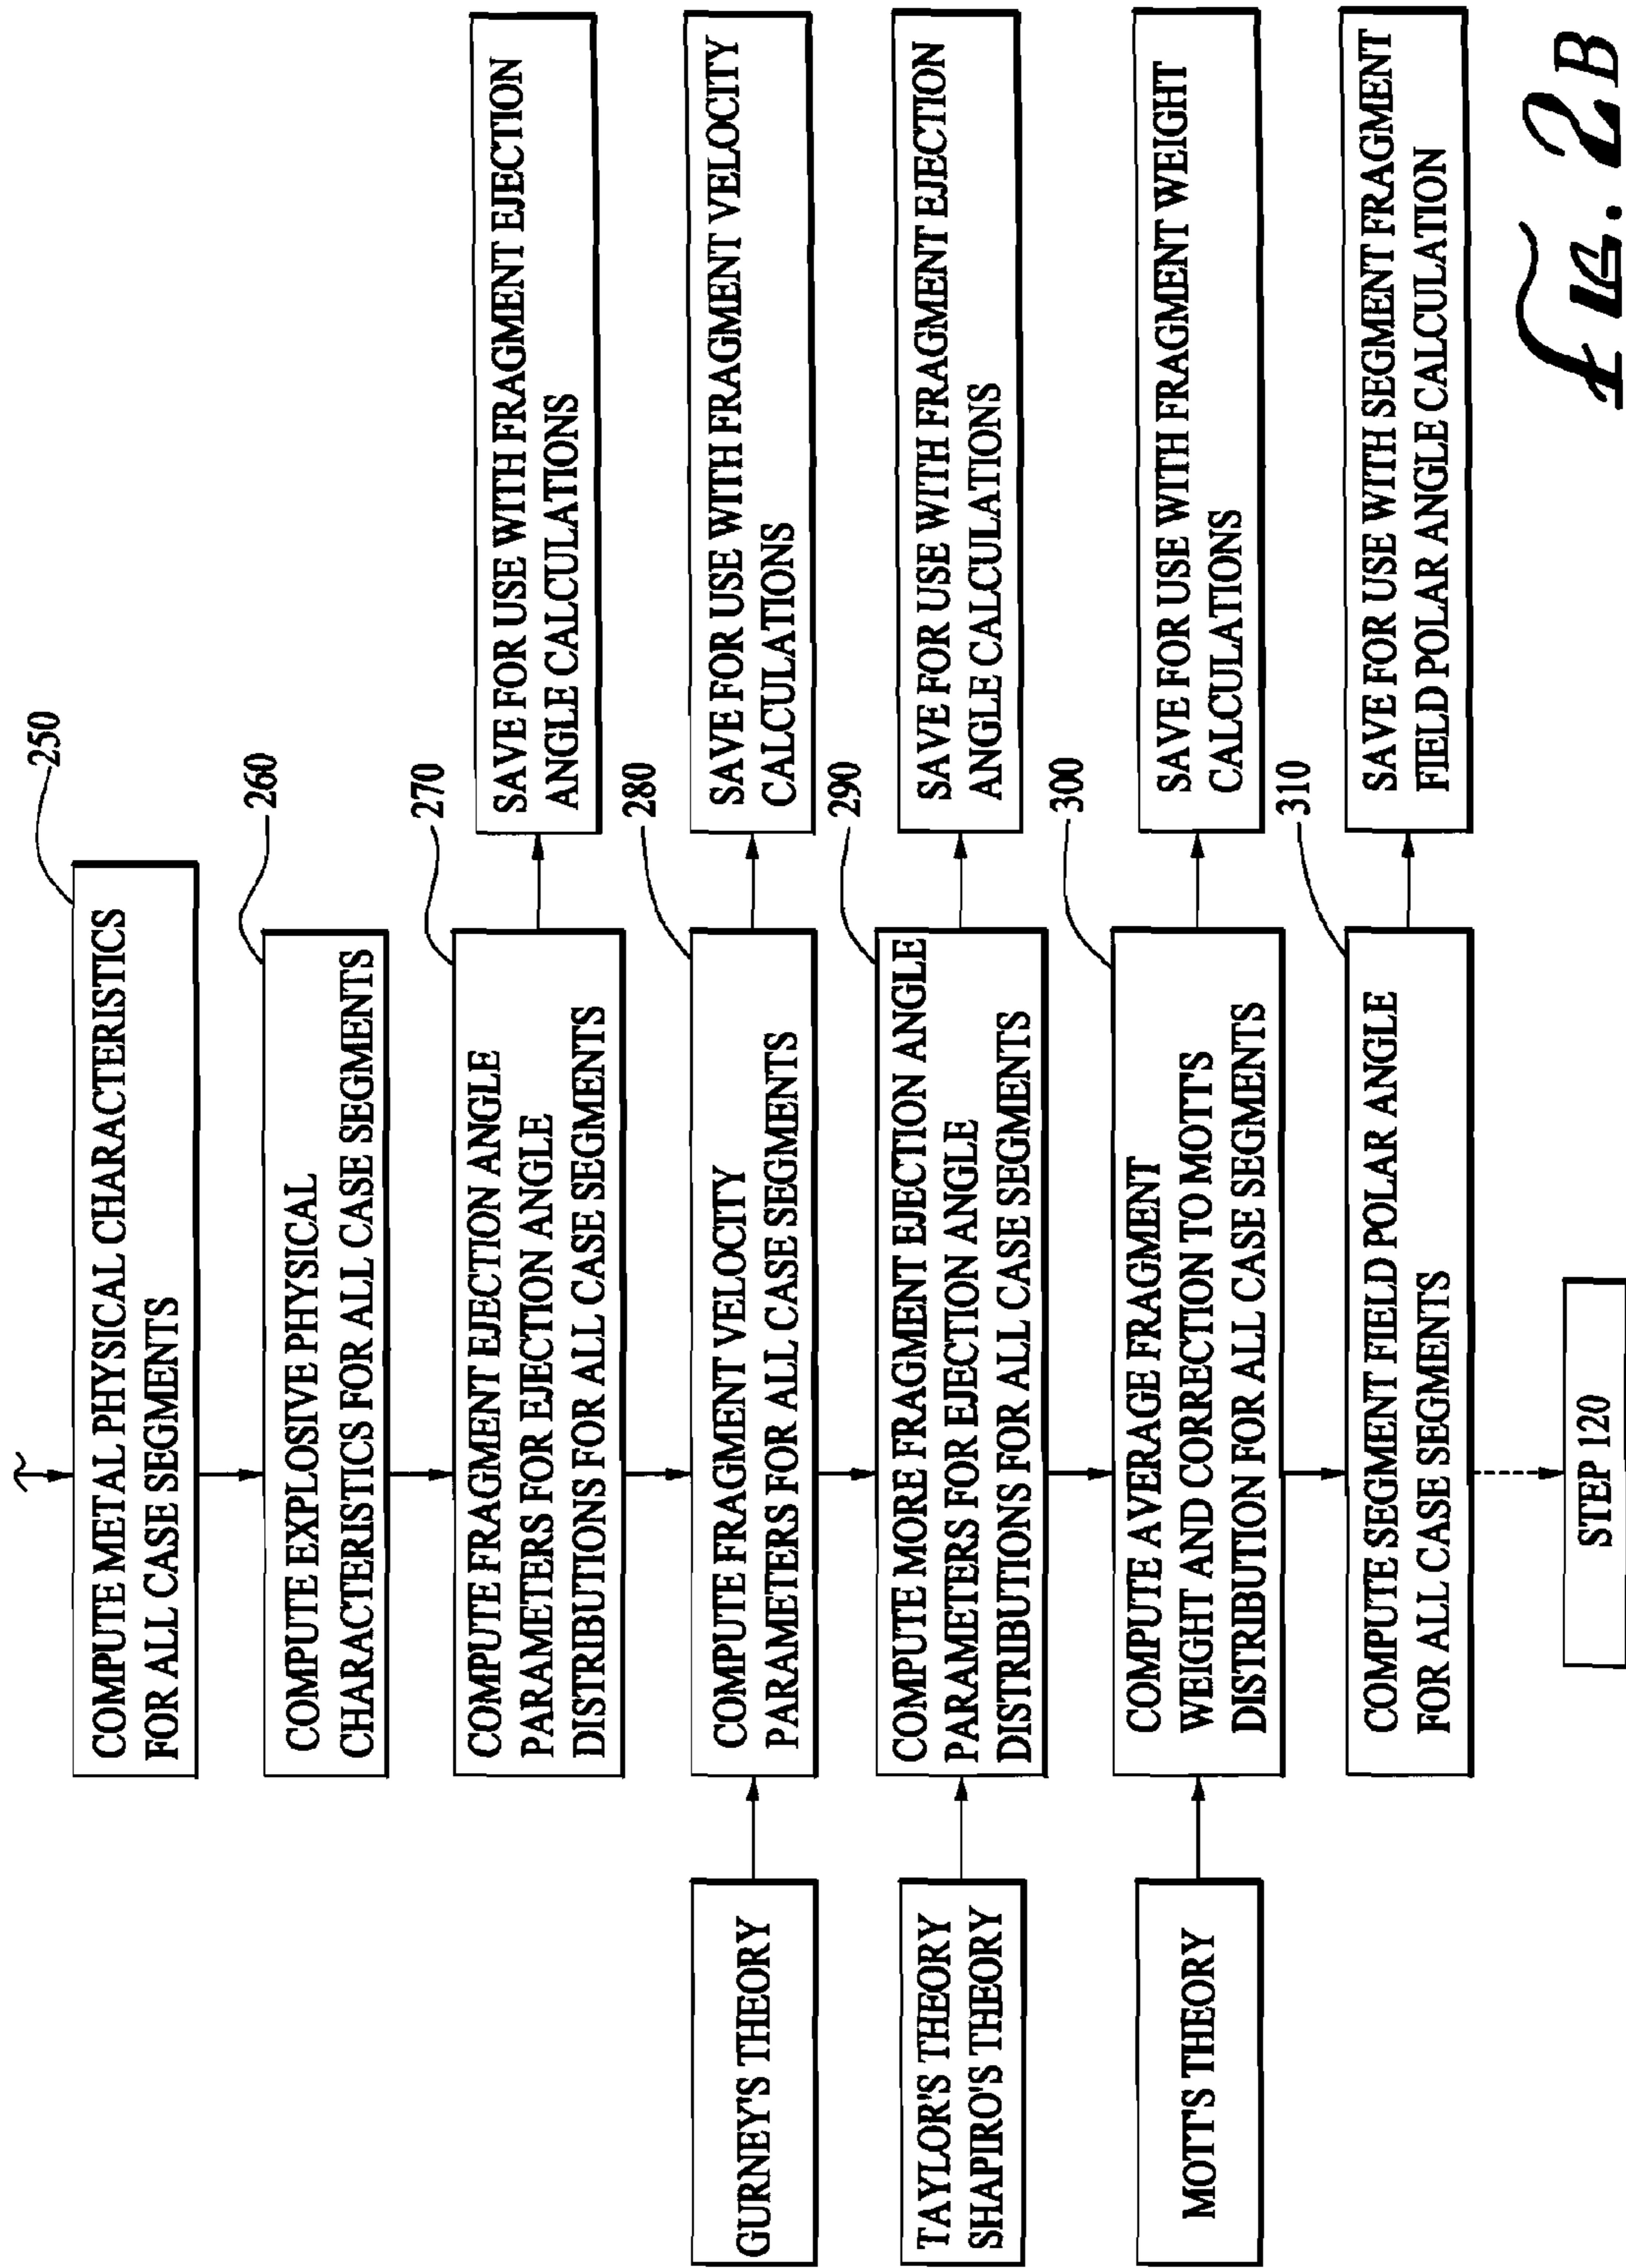 250
COMPUTE METAL PHYSICAL CHARACTERISTICS
FOR ALL CASE SEGMENTS
260
COMPUTE EXPLOSIVE PHYSICAL
CHARACTERISTICS FOR ALL CASE SEGMENTS
270
COMPUTE FRAGMENT EJECTION ANGLE
PARAMETERS FOR EJECTION ANGLE
DISTRIBUTIONS FOR ALL CASE SEGMENTS
SAVE FOR USE WITH FRAGMENT EJECTION
ANGLE CALCULATIONS
GURNEY'S THEORY
280
COMPUTE FRAGMENT VELOCITY
PARAMETERS FOR ALL CASE SEGMENTS
SAVE FOR USE WITH FRAGMENT VELOCITY
CALCULATIONS
TAYLOR'S THEORY
SHAPIRO'S THEORY
290
COMPUTE MORE FRAGMENT EJECTION ANGLE
PARAMETERS FOR EJECTION ANGLE
DISTRIBUTIONS FOR ALL CASE SEGMENTS
SAVE FOR USE WITH FRAGMENT EJECTION
ANGLE CALCULATIONS
MOTT'S THEORY
300
COMPUTE AVERAGE FRAGMENT
WEIGHT AND CORRECTION TO MOTT'S
DISTRIBUTION FOR ALL CASE SEGMENTS
SAVE FOR USE WITH FRAGMENT WEIGHT
CALCULATIONS
310
COMPUTE SEGMENT FIELD POLAR ANGLE
FOR ALL CASE SEGMENTS
SAVE FOR USE WITH SEGMENT FRAGMENT
FIELD POLAR ANGLE CALCULATION
STEP 120
FIG. 2B